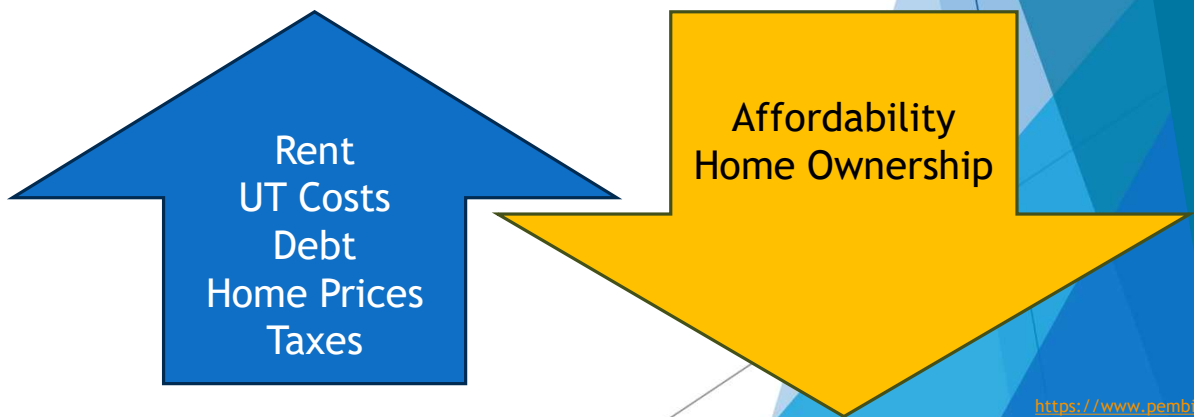 Rent
UT Costs
Debt
Home Prices
Taxes
Affordability
Home Ownership
https://www.pembi